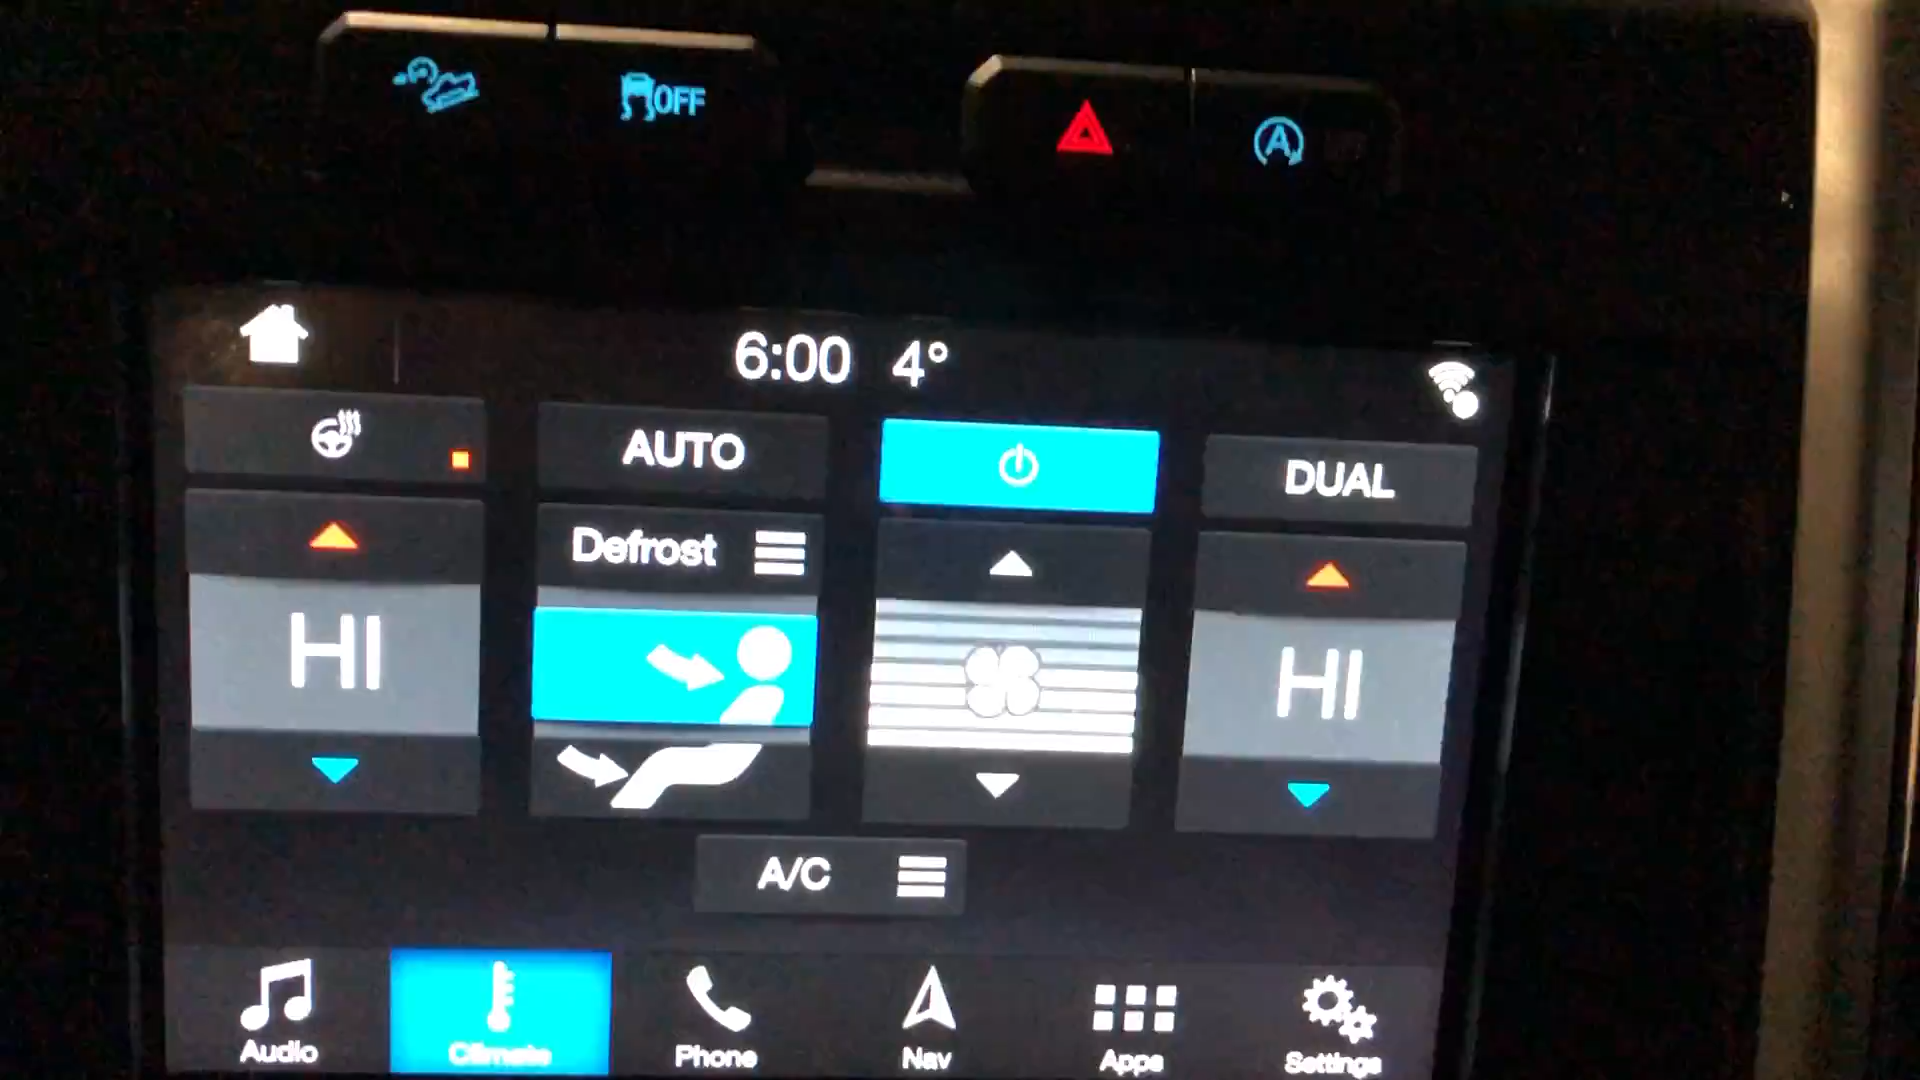 OFF
A
6:00 4°
AUTO
DUAL
Defrost
HI
HI
A/C
Audio
Climate
Phone
Nav
Apps
Settings